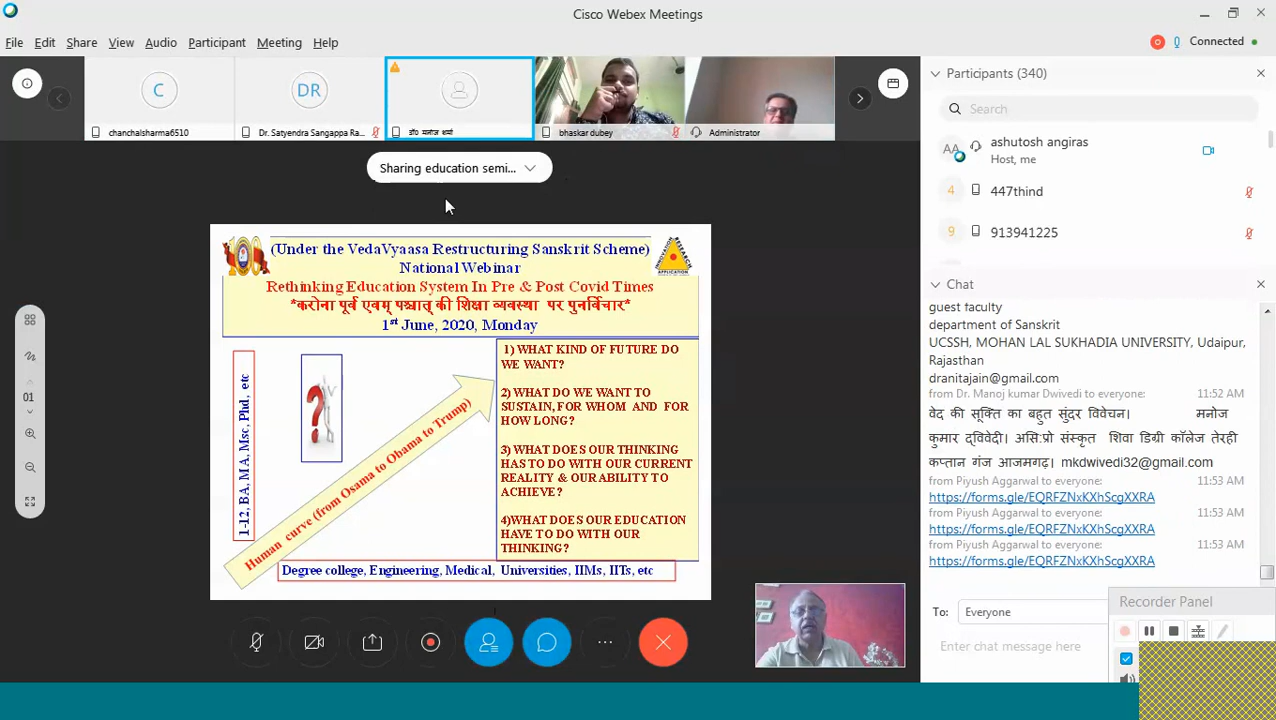 Cisco Webex Meetings
File Edit Share View Audio Participant Meeting Help
Connected
C
DR
chanchalsharma6510
Dr. Satyendra Sangappa Ra...
डॉ० मनोज शर्मा
bhaskar dubey
Administrator
Sharing education semi...
(Under the VedaVyaasa Restructuring Sanskrit Scheme)
National Webinar
Rethinking Education System In Pre & Post Covid Times
*करोना पूर्व एवम् पश्चात् की शिक्षा व्यवस्था पर पुनर्विचार*
1st June, 2020, Monday
1-12, BA, MA, Msc, Phd, etc
Human curve (from Osama to Obama to Trump)
1) WHAT KIND OF FUTURE DO
WE WANT?
2) WHAT DO WE WANT TO
SUSTAIN, FOR WHOM AND FOR
HOW LONG?
3) WHAT DOES OUR THINKING
HAS TO DO WITH OUR CURRENT
REALITY & OUR ABILITY TO
ACHIEVE?
4)WHAT DOES OUR EDUCATION
HAVE TO DO WITH OUR
THINKING?
Degree college, Engineering, Medical, Universities, IIMs, IITs, etc
01
Participants (340)
Search
AA
ashutosh angiras
Host, me
4
447thind
9
913941225
Chat
guest faculty
department of Sanskrit
UCSSH, MOHAN LAL SUKHADIA UNIVERSITY, Udaipur,
Rajasthan
dranitajain@gmail.com
from Dr. Manoj kumar Dwivedi to everyone: 11:52 AM
वेद की सूक्ति का बहुत सुंदर विवेचन। मनोज
कुमार द्विवेदी। असि:प्रो संस्कृत शिवा डिग्री कॉलेज तेरही
कप्तान गंज आजमगढ़। mkdwivedi32@gmail.com
from Piyush Aggarwal to everyone: 11:53 AM
https://forms.gle/EQRFZNxKXhScgXXRA
from Piyush Aggarwal to everyone: 11:53 AM
https://forms.gle/EQRFZNxKXhScgXXRA
from Piyush Aggarwal to everyone: 11:53 AM
https://forms.gle/EQRFZNxKXhScgXXRA
To: Everyone
Enter chat message here
Recorder Panel